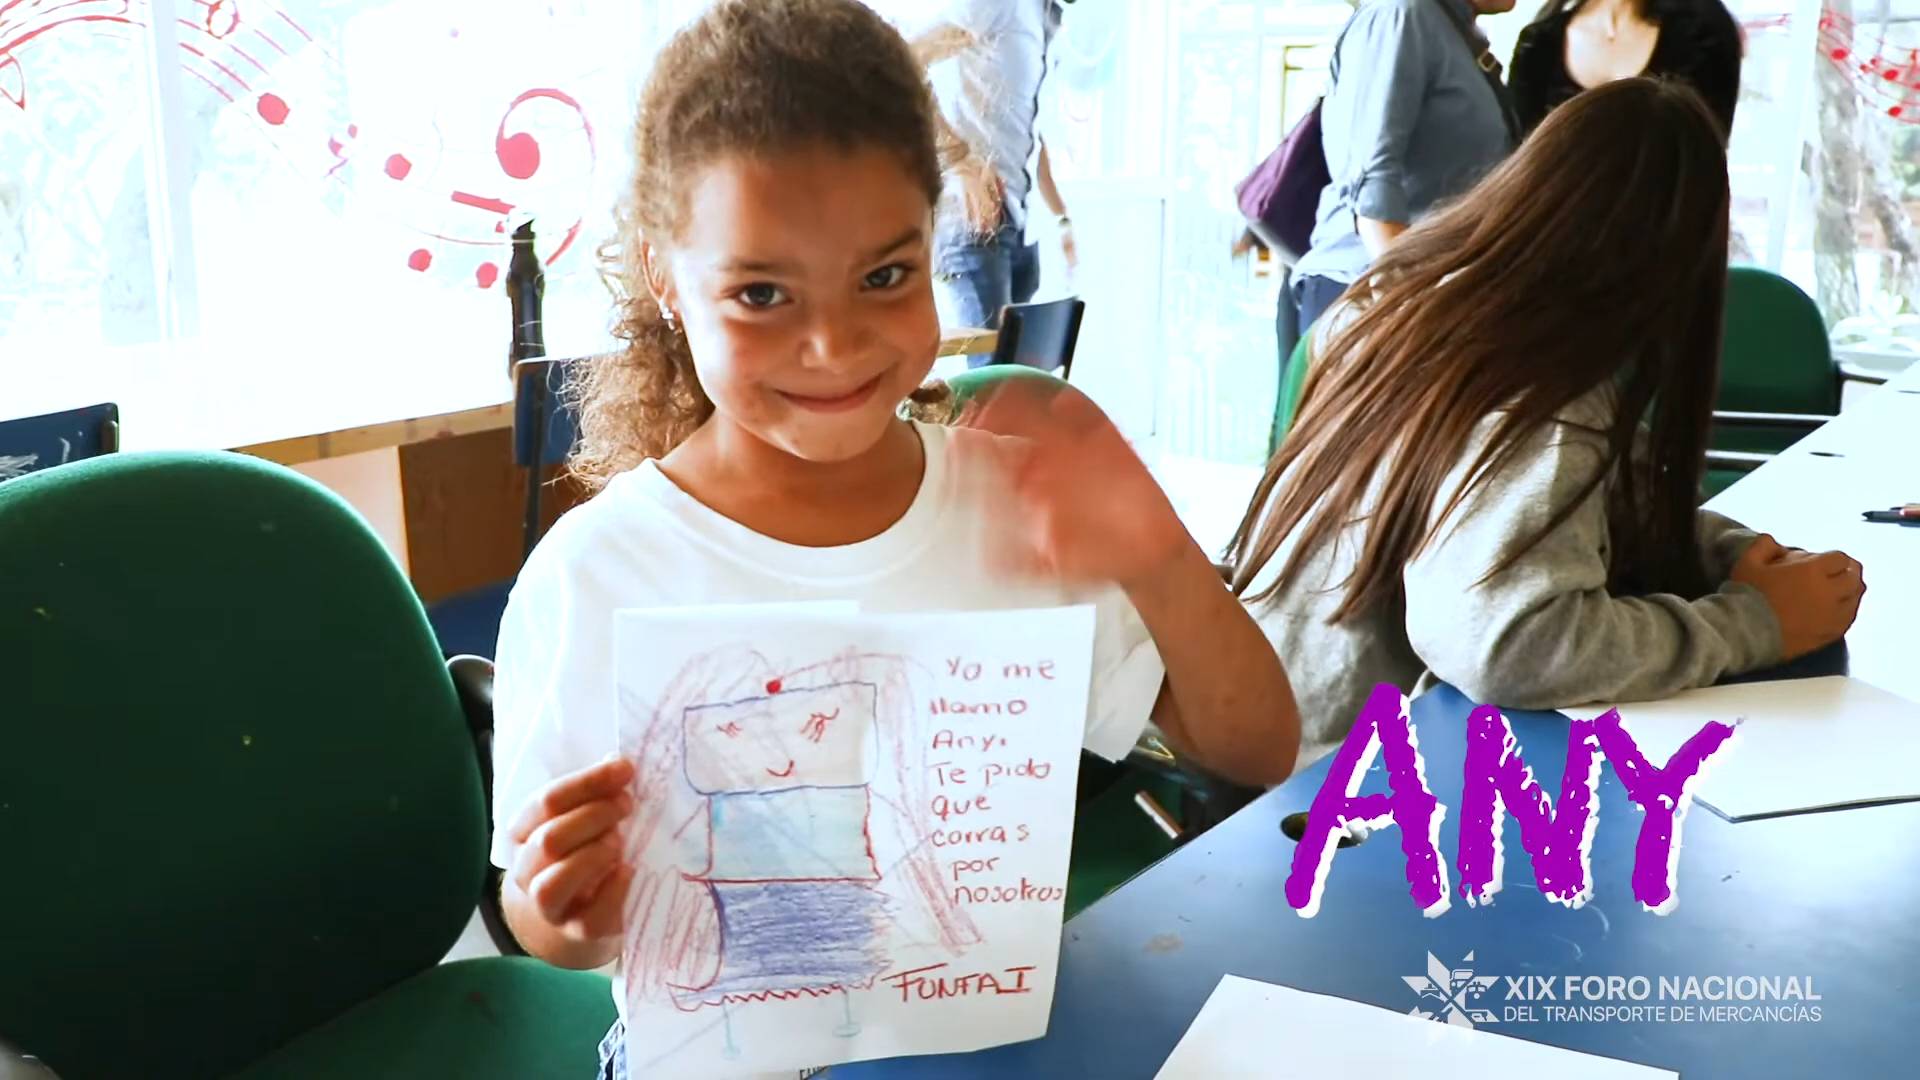 Yo me
llamo
Any.
Te pido
que
corras
por
nosotros
FUNFAI
ANY
XIX FORO NACIONAL
DEL TRANSPORTE DE MERCANCÍAS